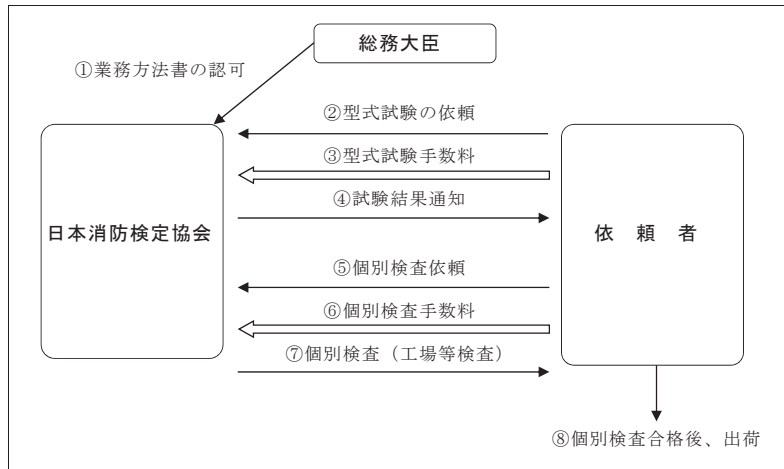 総務大臣
①業務方法書の認可
②型式試験の依頼
③型式試験手数料
④試験結果通知
日本消防検定協会
依　頼　者
⑤個別検査依頼
⑥個別検査手数料
⑦個別検査（工場等検査）
⑧個別検査合格後、出荷